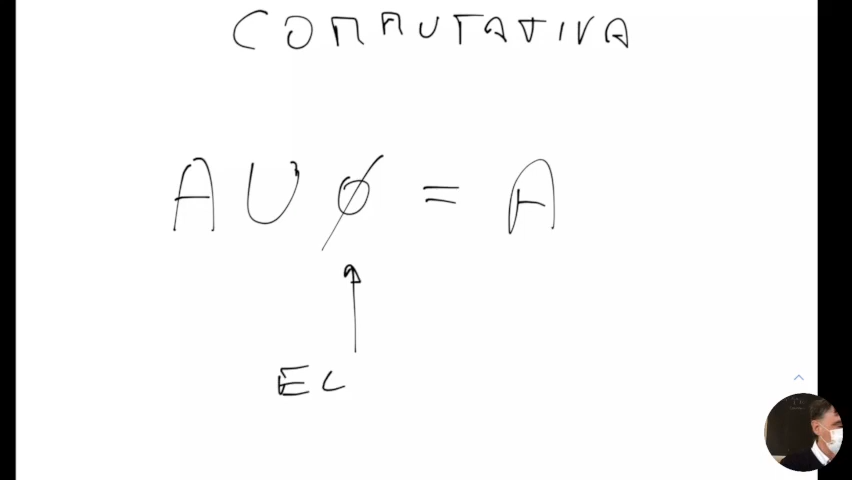 COMMUTATIVA
A ∪ ∅ = A
↑
EL